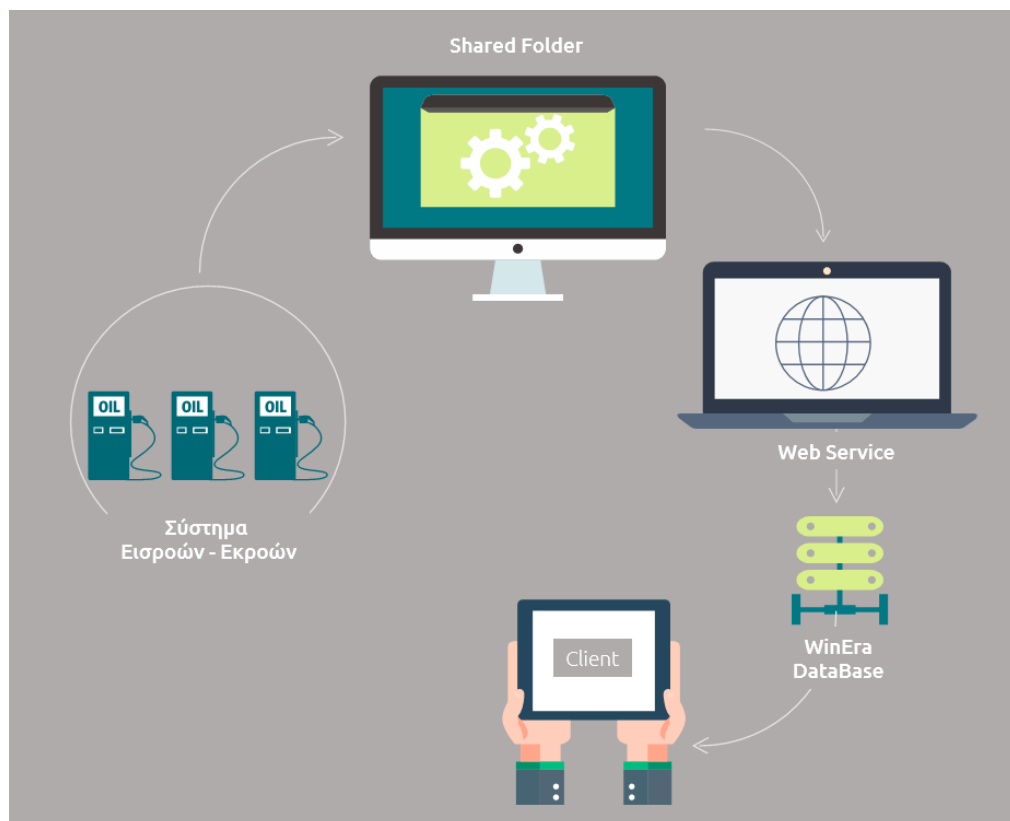 Shared Folder
OIL
OIL
OIL
Σύστημα
Εισροών - Εκροών
Web Service
WinEra
DataBase
Client